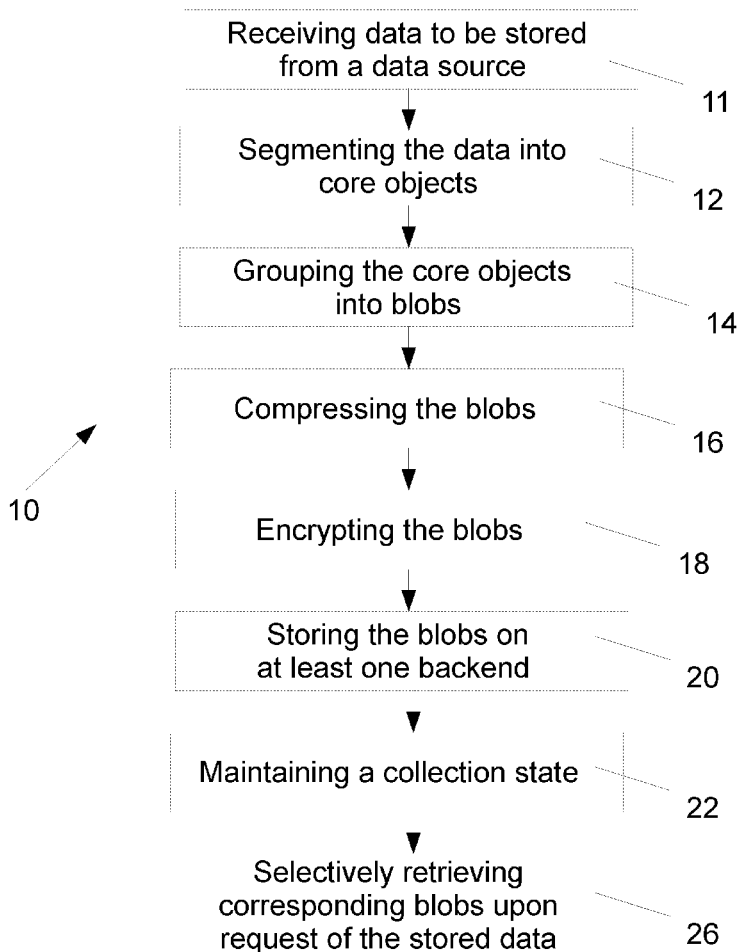 Receiving data to be stored
from a data source
11
Segmenting the data into
core objects
12
Grouping the core objects
into blobs
14
Compressing the blobs
16
10
Encrypting the blobs
18
Storing the blobs on
at least one backend
20
Maintaining a collection state
22
Selectively retrieving
corresponding blobs upon
request of the stored data
26